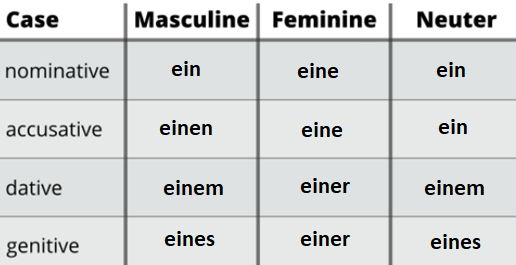 Case Masculine Feminine Neuter
nominative ein eine ein
accusative einen eine ein
dative einem einer einem
genitive eines einer eines